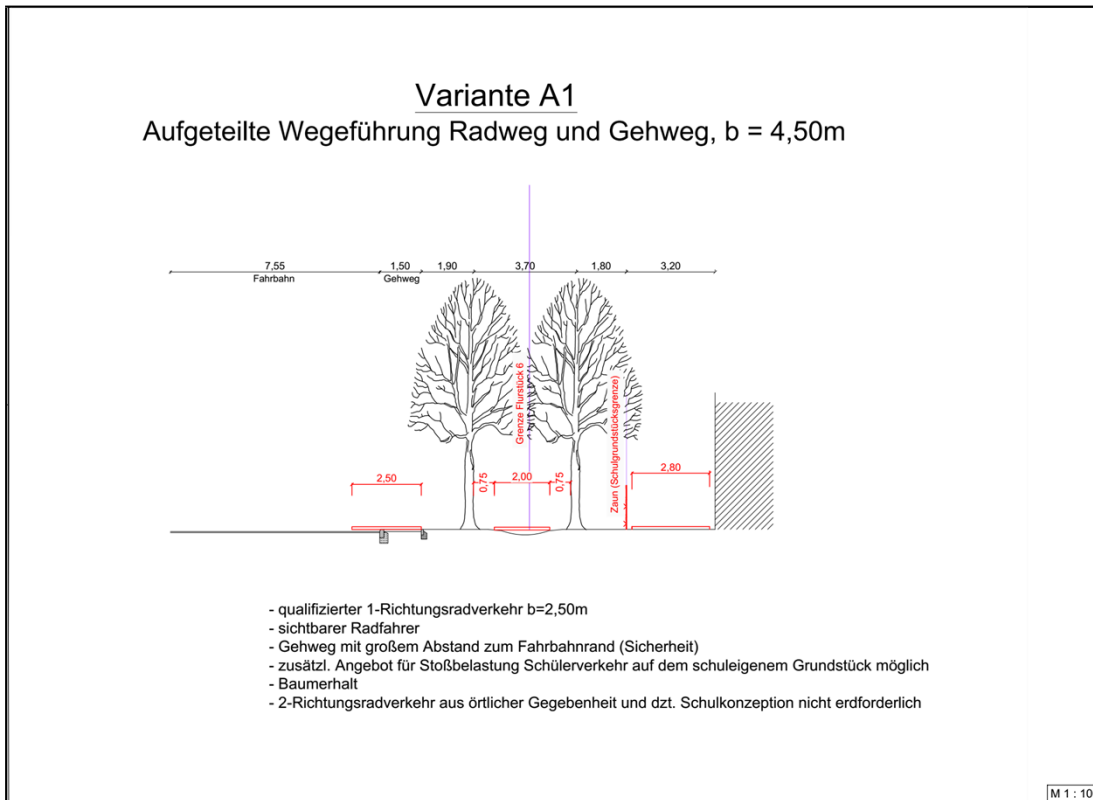 Variante A1
Aufgeteilte Wegeführung Radweg und Gehweg, b = 4,50m
7,55 1,50 1,90 3,70 1,80 3,20
Fahrbahn Gehweg
Grenze Flurstück 6
Zaun (Schulgrundstücksgrenze)
2,50 0,75 2,00 0,75 2,80
- qualifizierter 1-Richtungsradverkehr b=2,50m
- sichtbarer Radfahrer
- Gehweg mit großem Abstand zum Fahrbahnrand (Sicherheit)
- zusätzl. Angebot für Stoßbelastung Schülerverkehr auf dem schuleigenem Grundstück möglich
- Baumerhalt
- 2-Richtungsradverkehr aus örtlicher Gegebenheit und dzt. Schulkonzeption nicht erdforderlich
M 1 : 10